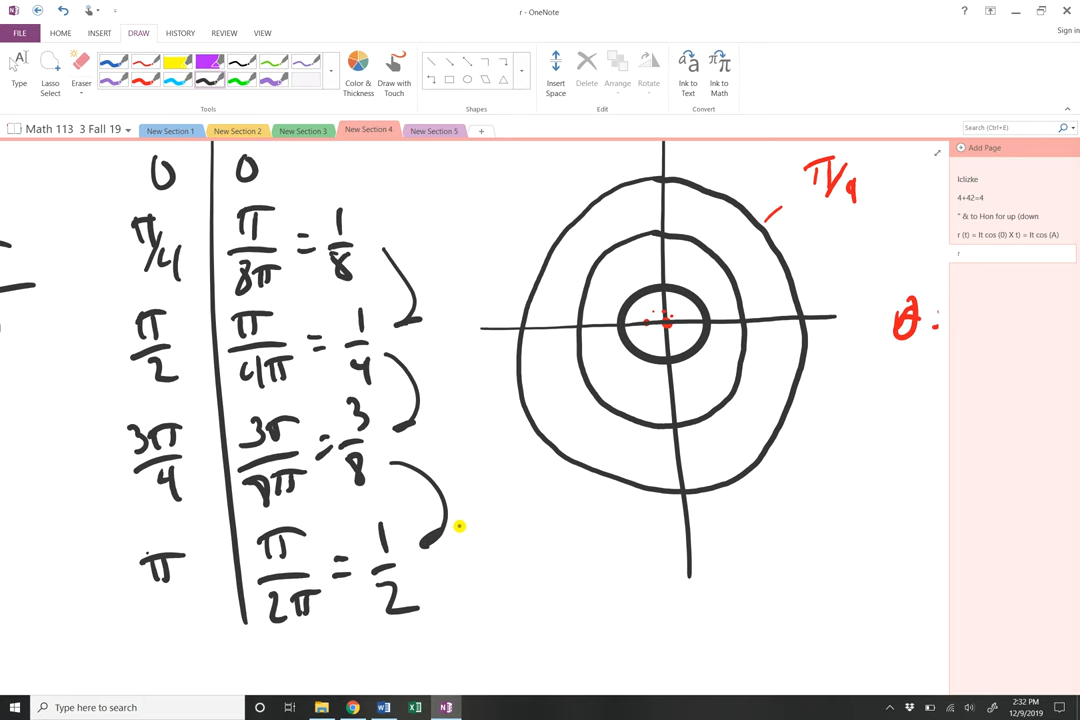 r - OneNote
Sign in
FILE HOME INSERT DRAW HISTORY REVIEW VIEW
Type
Lasso Select
Eraser
Color & Thickness
Draw with Touch
Insert Space
Delete
Arrange
Rotate
Ink to Text
Ink to Math
Tools
Shapes
Edit
Convert
Math 113 3 Fall 19
New Section 1
New Section 2
New Section 3
New Section 4
New Section 5
Search (Ctrl+E)
Add Page
Iclizke
4+42=4
" & to Hon for up (down
r (t) = It cos (0) X t) = It cos (A)
r
0 0
π/4 π/8π = 1/8
π/2 π/4π = 1/4
3π/4 3π/8π = 3/8
π π/2π = 1/2
Type here to search
2:32 PM
12/9/2019